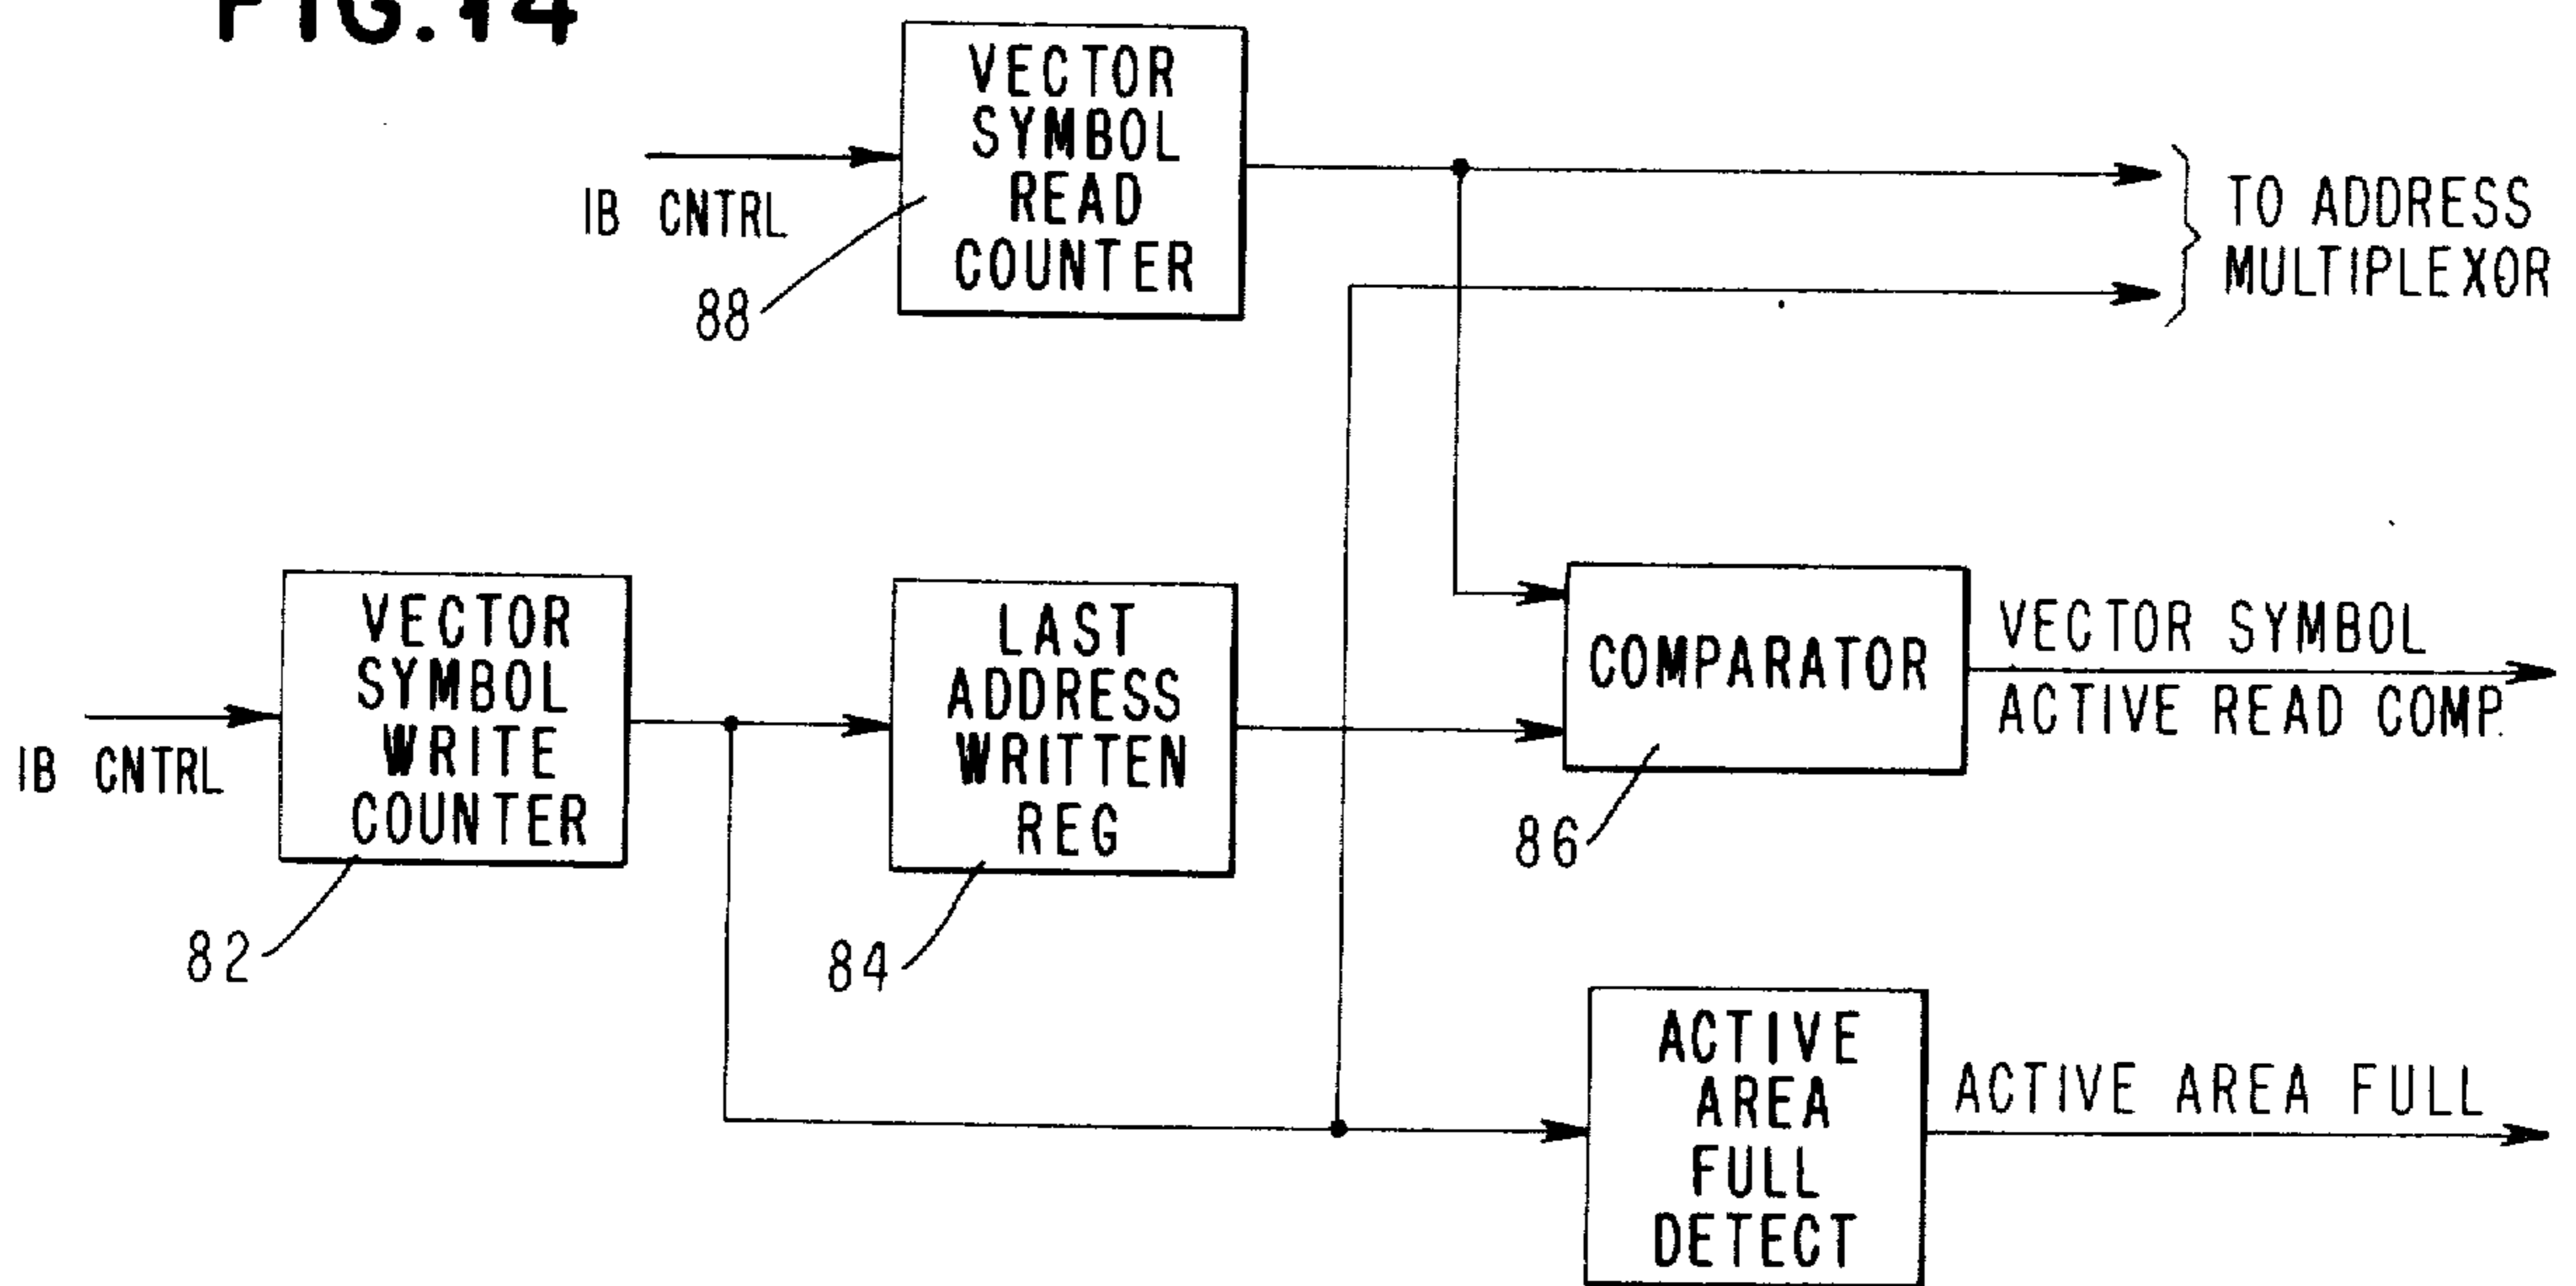 FIG.14
VECTOR
SYMBOL
READ
COUNTER
IB CNTRL
88
TO ADDRESS
MULTIPLEXOR
VECTOR
SYMBOL
WRITE
COUNTER
IB CNTRL
82
LAST
ADDRESS
WRITTEN
REG
84
COMPARATOR
86
VECTOR SYMBOL
ACTIVE READ COMP.
ACTIVE
AREA
FULL
DETECT
ACTIVE AREA FULL